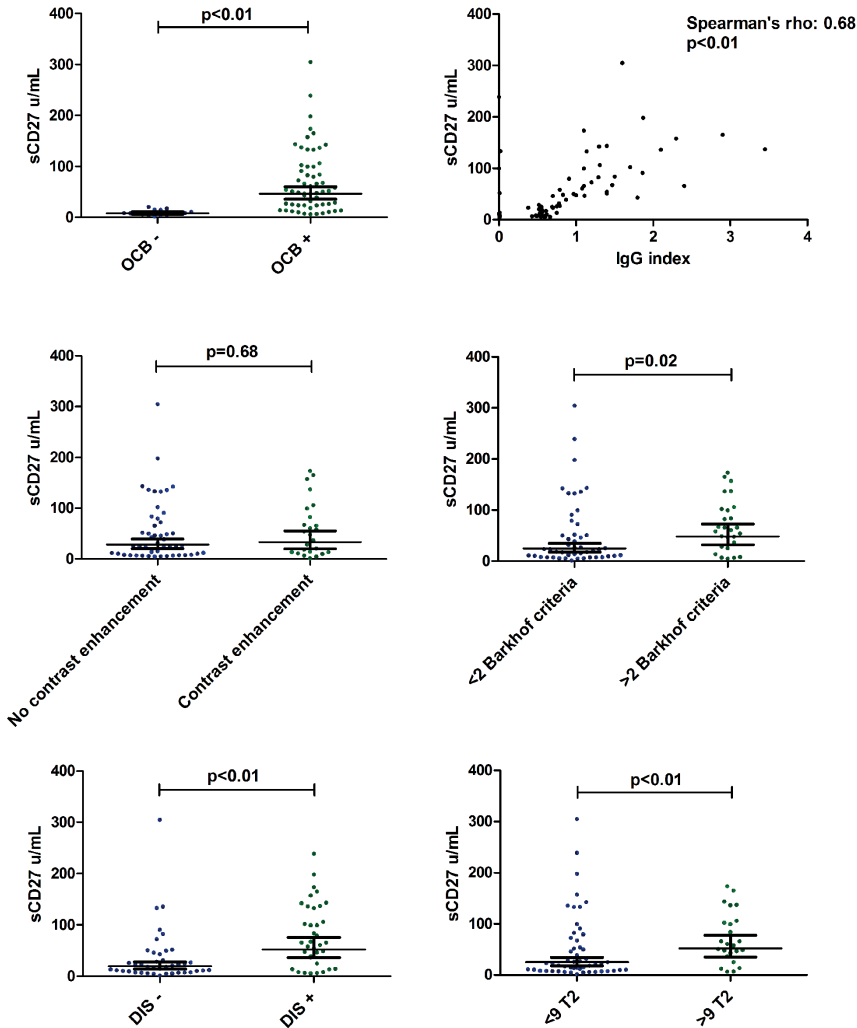 p<0.01
400
300
200
100
0
sCD27 u/mL
OCB -
OCB +
Spearman's rho: 0.68
p<0.01
400
300
200
100
0
sCD27 u/mL
0
1
2
3
4
IgG index
p=0.68
400
300
200
100
0
sCD27 u/mL
No contrast enhancement
Contrast enhancement
p=0.02
400
300
200
100
0
sCD27 u/mL
<2 Barkhof criteria
>2 Barkhof criteria
p<0.01
400
300
200
100
0
sCD27 u/mL
DIS -
DIS +
p<0.01
400
300
200
100
0
sCD27 u/mL
<9 T2
>9 T2